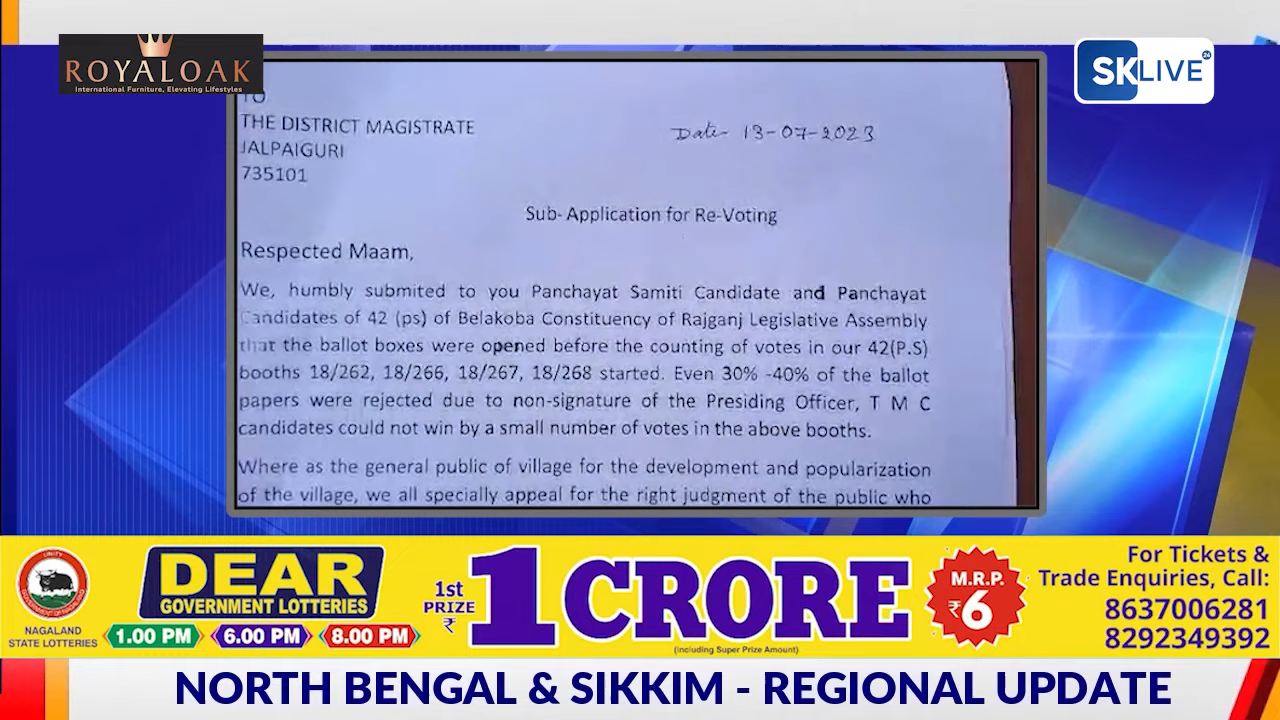 ROYALOAK
International Furniture, Elevating Lifestyles
SKLIVE 24
TO
THE DISTRICT MAGISTRATE
Date- 13-07-2023
JALPAIGURI
735101
Sub- Application for Re-Voting
Respected Maam,
We, humbly submited to you Panchayat Samiti Candidate and Panchayat
Candidates of 42 (ps) of Belakoba Constituency of Rajganj Legislative Assembly
that the ballot boxes were opened before the counting of votes in our 42(P.S)
booths 18/262, 18/266, 18/267, 18/268 started. Even 30% -40% of the ballot
papers were rejected due to non-signature of the Presiding Officer, T M C
candidates could not win by a small number of votes in the above booths.
Where as the general public of village for the development and popularization
of the village, we all specially appeal for the right judgment of the public who
UNITY
GOVERNMENT OF NAGALAND
NAGALAND
STATE LOTTERIES
DEAR
GOVERNMENT LOTTERIES
1.00 PM 6.00 PM 8.00 PM
1st
PRIZE
₹
1 CRORE
(including Super Prize Amount)
M.R.P.
₹6
For Tickets &
Trade Enquiries, Call:
8637006281
8292349392
NORTH BENGAL & SIKKIM - REGIONAL UPDATE